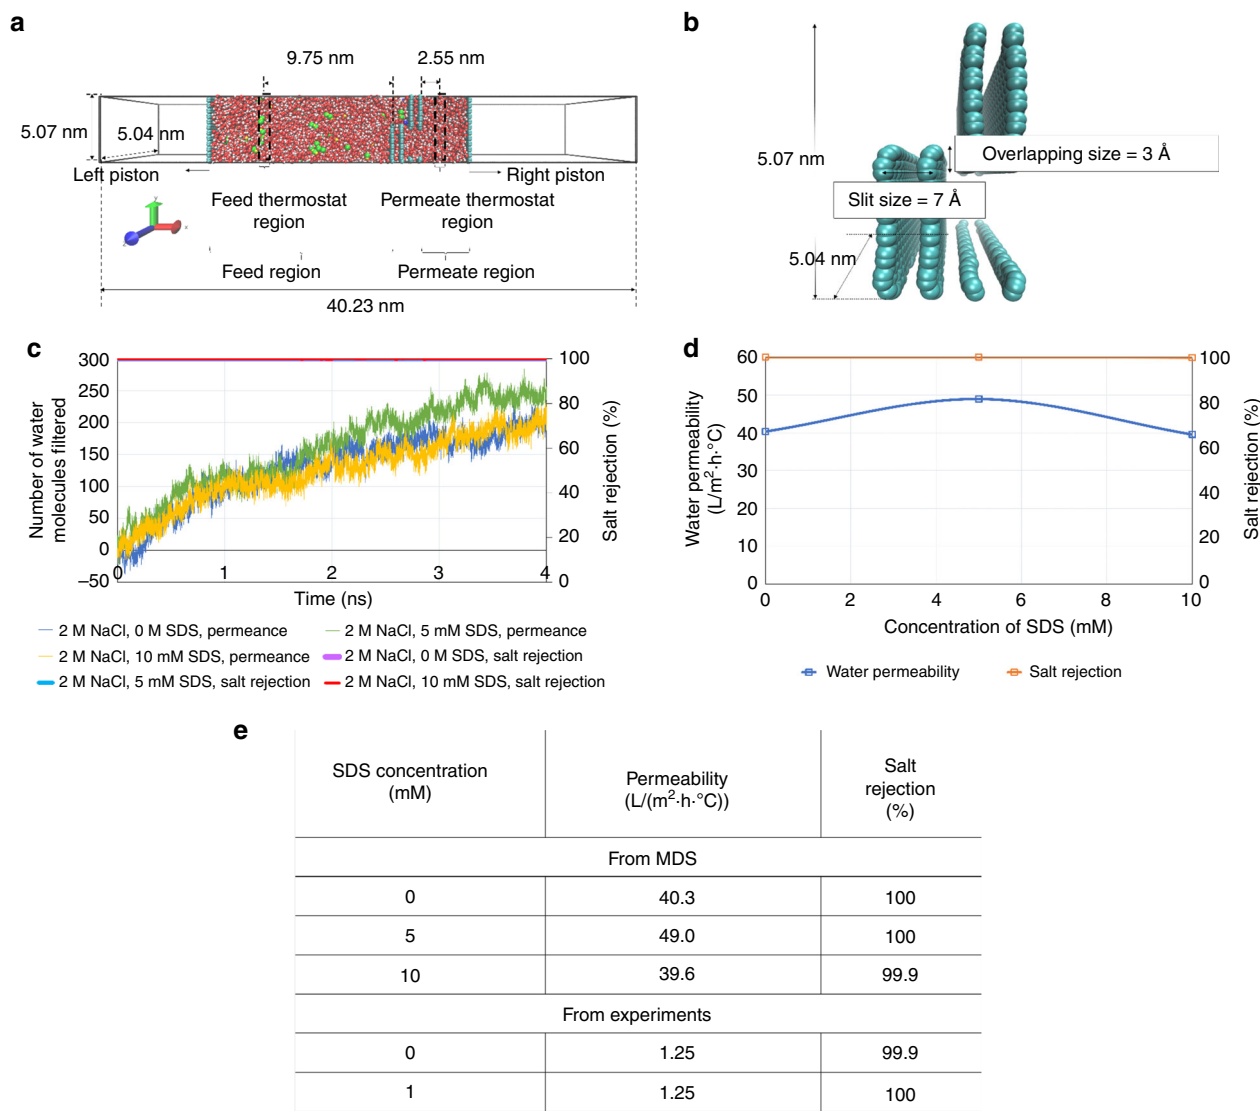 a
9.75 nm
2.55 nm
5.07 nm
5.04 nm
Left piston
Right piston
Feed thermostat
region
Permeate thermostat
region
Feed region
Permeate region
40.23 nm
b
5.07 nm
Overlapping size = 3 Å
Slit size = 7 Å
5.04 nm
c
300
250
200
150
100
50
0
–50
Number of water
molecules filtered
100
80
60
40
20
0
Salt rejection (%)
0 1 2 3 4
Time (ns)
2 M NaCl, 0 M SDS, permeance
2 M NaCl, 5 mM SDS, permeance
2 M NaCl, 10 mM SDS, permeance
2 M NaCl, 0 M SDS, salt rejection
2 M NaCl, 5 mM SDS, salt rejection
2 M NaCl, 10 mM SDS, salt rejection
d
60
50
40
30
20
10
0
Water permeability
(L/m²·h·°C)
100
80
60
40
20
0
Salt rejection (%)
0 2 4 6 8 10
Concentration of SDS (mM)
Water permeability
Salt rejection
e
SDS concentration
(mM)
Permeability
(L/(m²·h·°C))
Salt
rejection
(%)
From MDS
0 40.3 100
5 49.0 100
10 39.6 99.9
From experiments
0 1.25 99.9
1 1.25 100